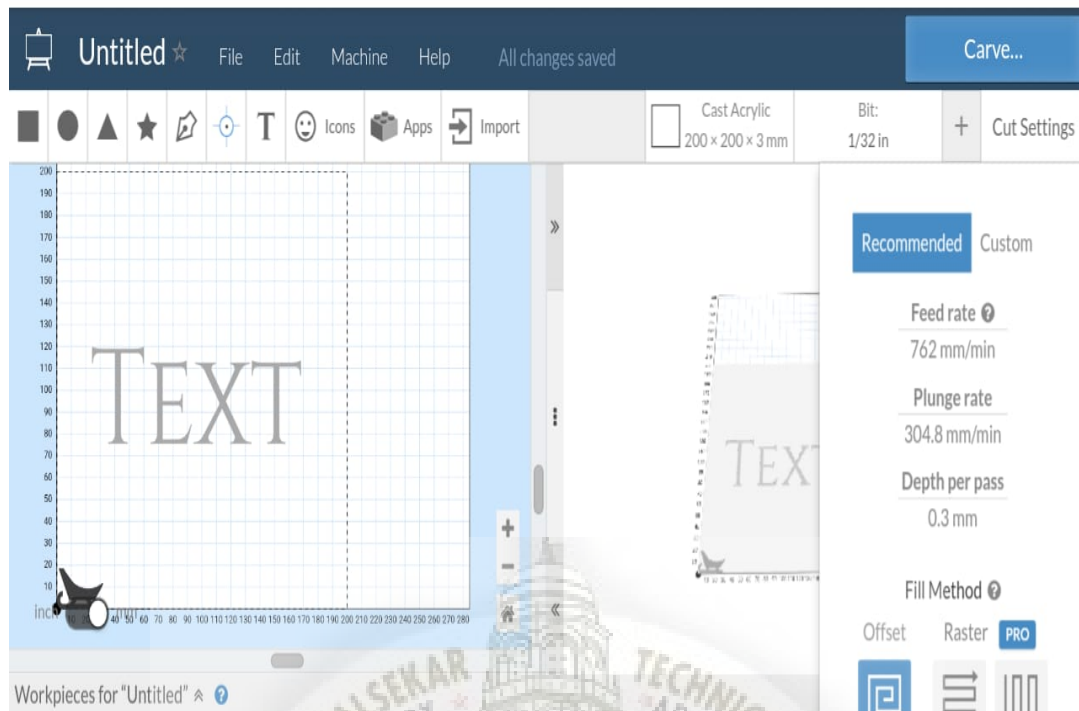 Untitled ☆ File Edit Machine Help All changes saved Carve...
T Icons Apps Import Cast Acrylic 200 × 200 × 3 mm Bit: 1/32 in + Cut Settings
Recommended Custom
Feed rate
762 mm/min
Plunge rate
304.8 mm/min
Depth per pass
0.3 mm
Fill Method
Offset Raster PRO
200
190
180
170
160
150
140
130
120
110
100
90
80
70
60
50
40
30
20
10
TEXT
inch mm
40 50 60 70 80 90 100 110 120 130 140 150 160 170 180 190 200 210 220 230 240 250 260 270 280
Workpieces for "Untitled"
ALSEKAR TECHNIC